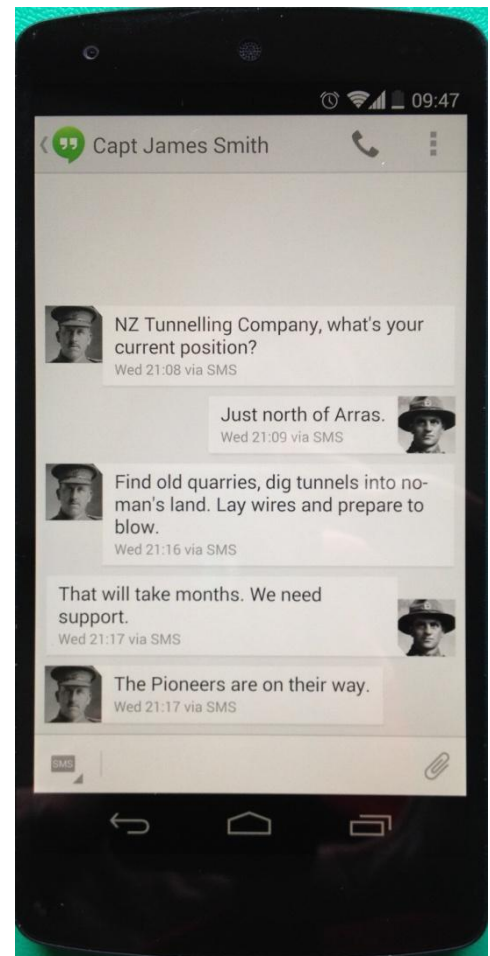 09:47
Capt James Smith
NZ Tunnelling Company, what's your
current position?
Wed 21:08 via SMS
Just north of Arras.
Wed 21:09 via SMS
Find old quarries, dig tunnels into no-
man's land. Lay wires and prepare to
blow.
Wed 21:16 via SMS
That will take months. We need
support.
Wed 21:17 via SMS
The Pioneers are on their way.
Wed 21:17 via SMS
SMS